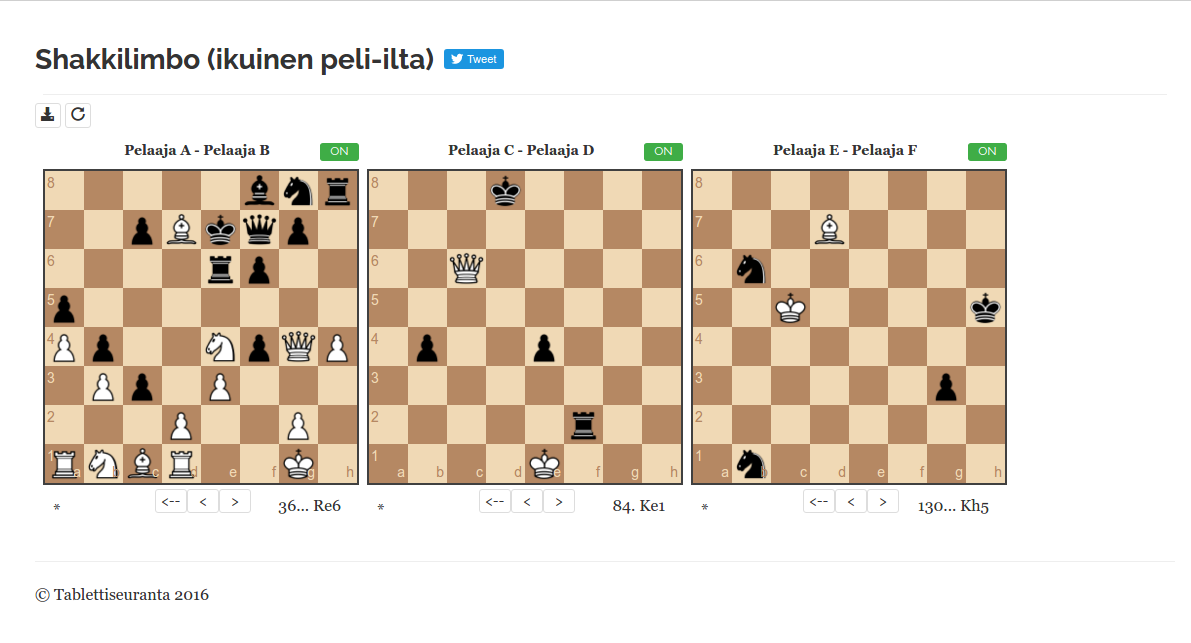 Shakkilimbo (ikuinen peli-ilta) Tweet
Pelaaja A - Pelaaja B ON Pelaaja C - Pelaaja D ON Pelaaja E - Pelaaja F ON
8 8 8
7 7 7
6 6 6
5 5 5
4 4 4
3 3 3
2 2 2
1 a b c d e f g h 1 a b c d e f g h 1 a b c d e f g h
* <-- < > 36... Re6 * <-- < > 84. Ke1 * <-- < > 130... Kh5
© Tablettiseuranta 2016